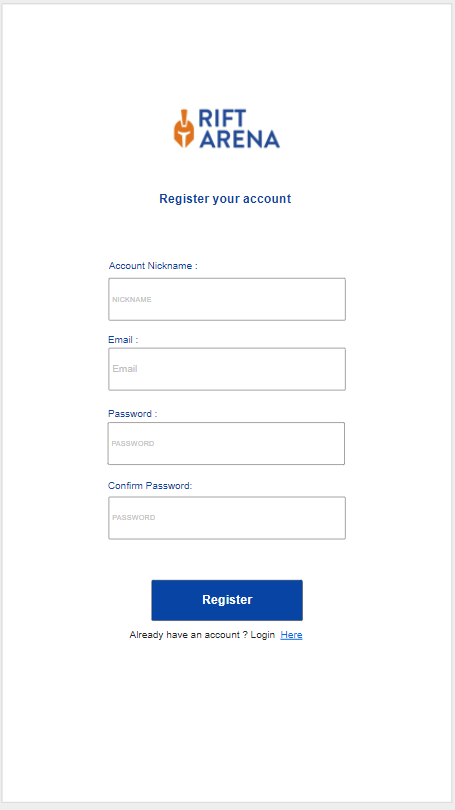 RIFT
ARENA
Register your account
Account Nickname :
NICKNAME
Email :
Email
Password :
PASSWORD
Confirm Password:
PASSWORD
Register
Already have an account ? Login Here